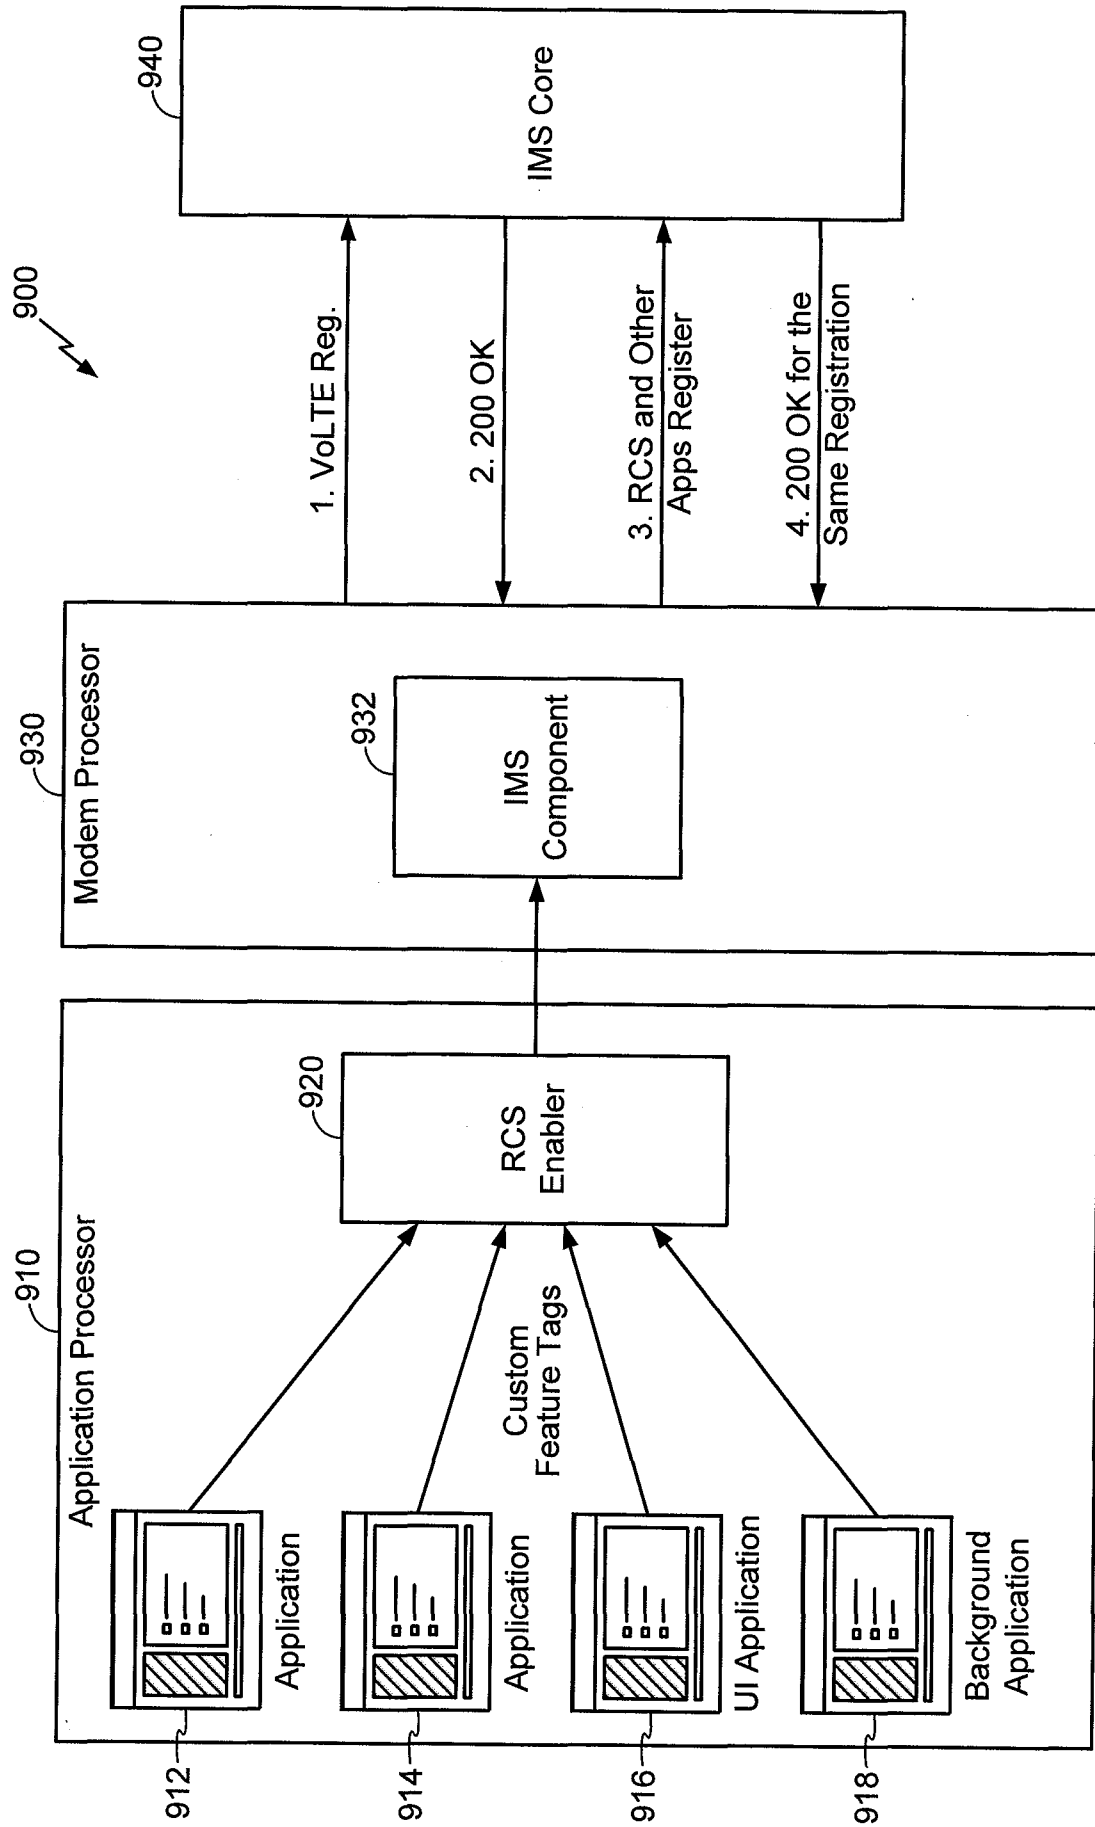 900
910
Application Processor
912
Application
914
Application
916
UI Application
918
Background
Application
Custom
Feature Tags
920
RCS
Enabler
930
Modem Processor
932
IMS
Component
1. VoLTE Reg.
2. 200 OK
3. RCS and Other
Apps Register
4. 200 OK for the
Same Registration
940
IMS Core